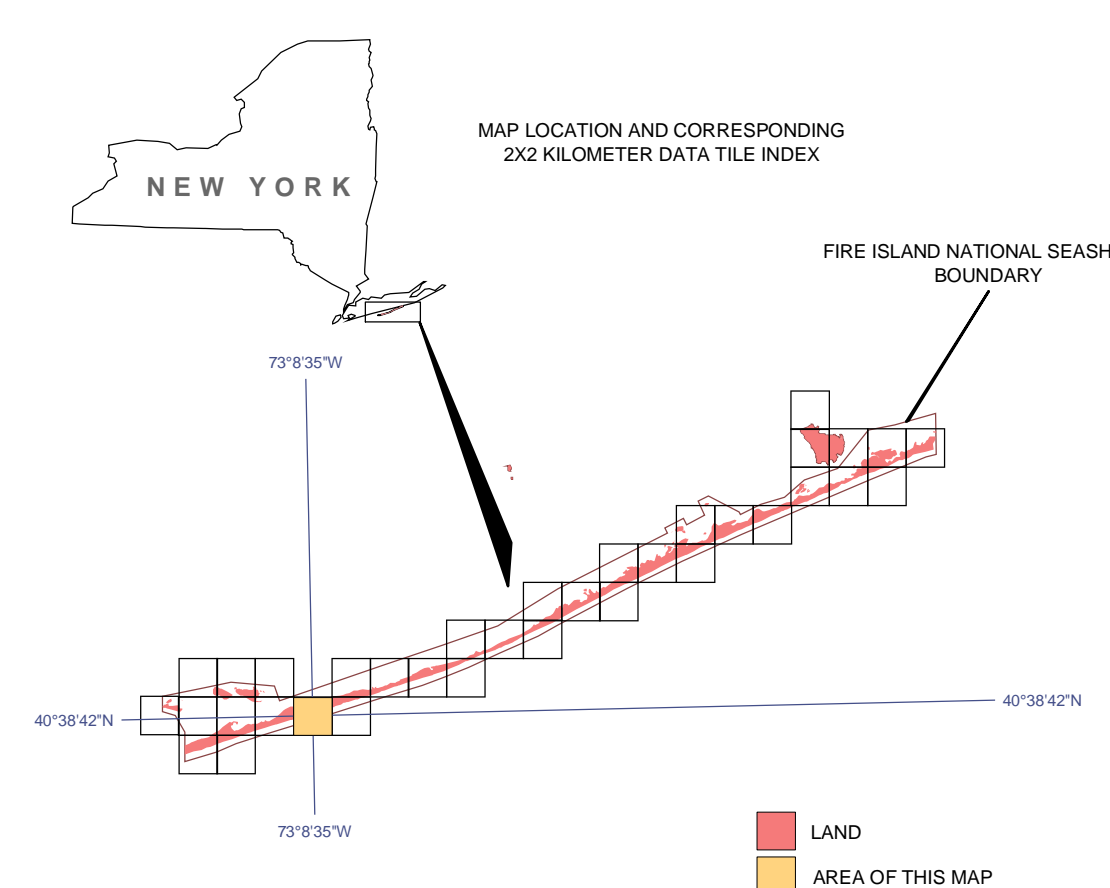 MAP LOCATION AND CORRESPONDING
2X2 KILOMETER DATA TILE INDEX
NEW YORK
FIRE ISLAND NATIONAL SEASH
BOUNDARY
73°8'35"W
40°38'42"N
40°38'42"N
73°8'35"W
LAND
AREA OF THIS MAP